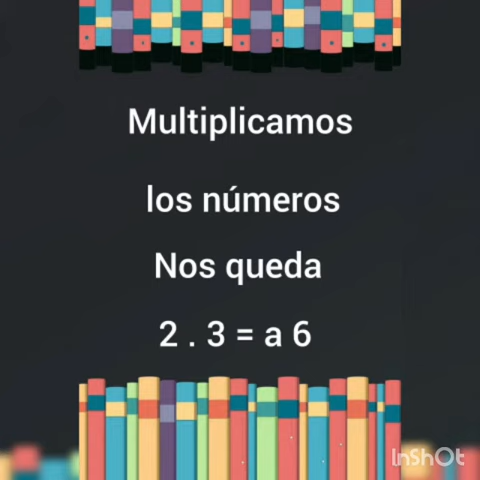 Multiplicamos
los números
Nos queda
2 . 3 = a 6
InShOt